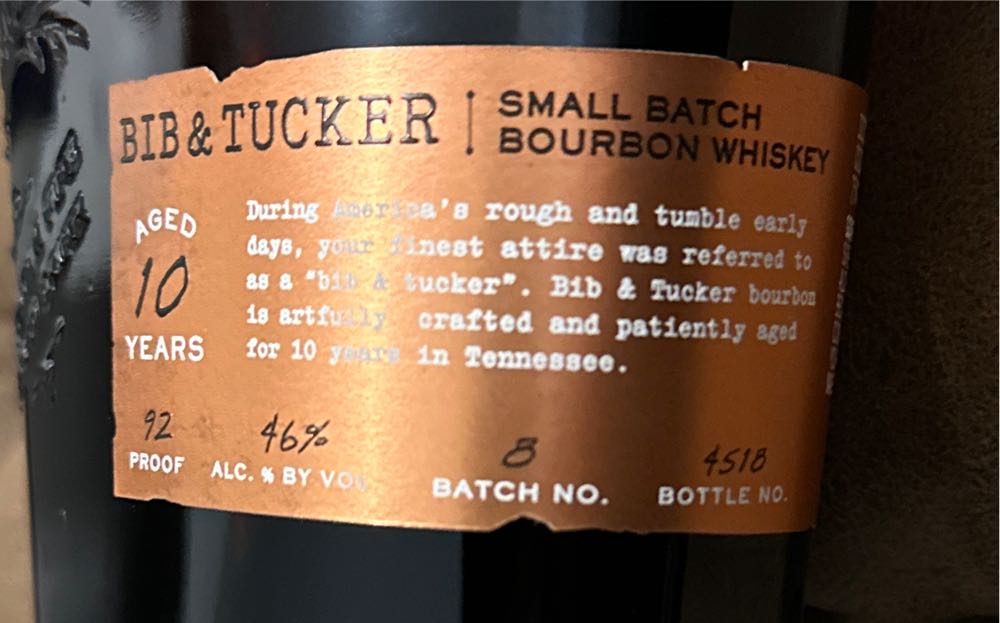 BIB & TUCKER
SMALL BATCH
BOURBON WHISKEY
AGED
10
YEARS
During America's rough and tumble early
days, your finest attire was referred to
as a "bib & tucker". Bib & Tucker bourbon
is artfully crafted and patiently aged
for 10 years in Tennessee.
92
PROOF
46%
ALC. % BY VOL
8
BATCH NO.
4518
BOTTLE NO.